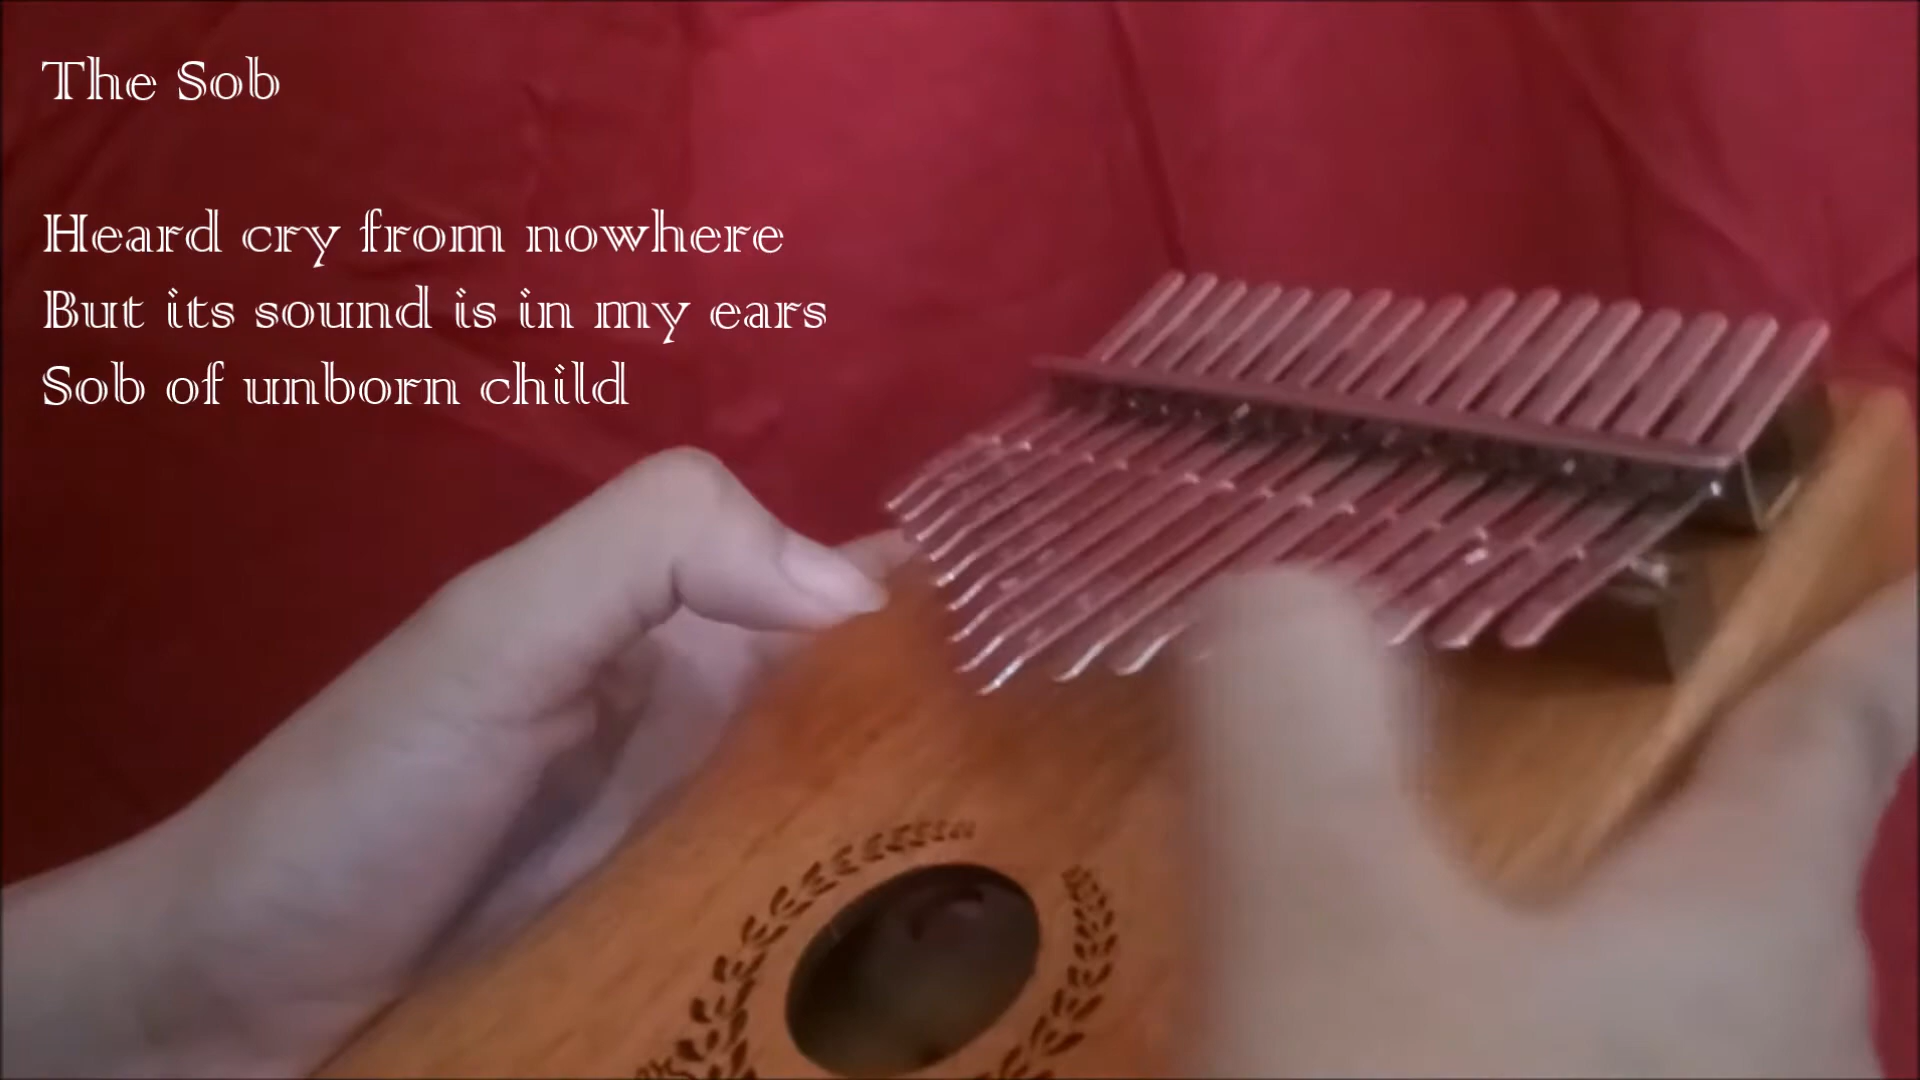 The Sob
Heard cry from nowhere
But its sound is in my ears
Sob of unborn child